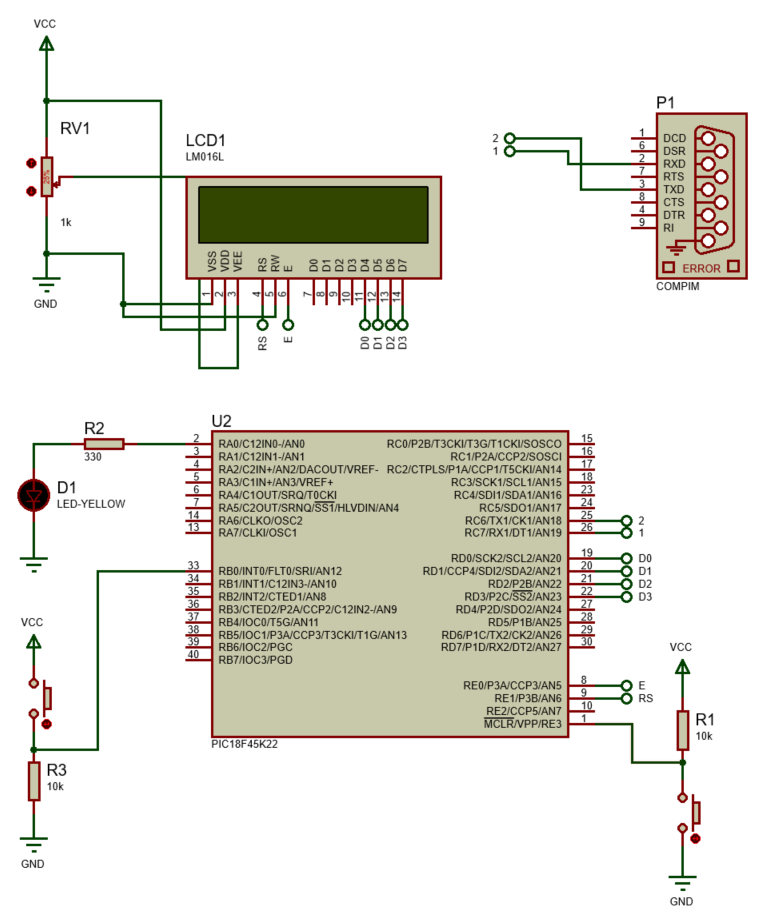 VCC
RV1
25%
1k
GND
LCD1
LM016L
VSS
VDD
VEE
RS
RW
E
D0
D1
D2
D3
D4
D5
D6
D7
1
2
3
4
5
6
7
8
9
10
11
12
13
14
RS
E
D0
D1
D2
D3
P1
2
1
1 DCD
6 DSR
2 RXD
7 RTS
3 TXD
8 CTS
4 DTR
9 RI
ERROR
COMPIM
R2
330
D1
LED-YELLOW
U2
2 RA0/C12IN0-/AN0
3 RA1/C12IN1-/AN1
4 RA2/C2IN+/AN2/DACOUT/VREF-
5 RA3/C1IN+/AN3/VREF+
6 RA4/C1OUT/SRQ/T0CKI
7 RA5/C2OUT/SRNQ/SS1/HLVDIN/AN4
14 RA6/CLKO/OSC2
13 RA7/CLKI/OSC1
33 RB0/INT0/FLT0/SRI/AN12
34 RB1/INT1/C12IN3-/AN10
35 RB2/INT2/CTED1/AN8
36 RB3/CTED2/P2A/CCP2/C12IN2-/AN9
37 RB4/IOC0/T5G/AN11
38 RB5/IOC1/P3A/CCP3/T3CKI/T1G/AN13
39 RB6/IOC2/PGC
40 RB7/IOC3/PGD
RC0/P2B/T3CKI/T3G/T1CKI/SOSCO 15
RC1/P2A/CCP2/SOSCI 16
RC2/CTPLS/P1A/CCP1/T5CKI/AN14 17
RC3/SCK1/SCL1/AN15 18
RC4/SDI1/SDA1/AN16 23
RC5/SDO1/AN17 24
RC6/TX1/CK1/AN18 25 2
RC7/RX1/DT1/AN19 26 1
RD0/SCK2/SCL2/AN20 19 D0
RD1/CCP4/SDI2/SDA2/AN21 20 D1
RD2/P2B/AN22 21 D2
RD3/P2C/SS2/AN23 22 D3
RD4/P2D/SDO2/AN24 27
RD5/P1B/AN25 28
RD6/P1C/TX2/CK2/AN26 29
RD7/P1D/RX2/DT2/AN27 30
RE0/P3A/CCP3/AN5 8 E
RE1/P3B/AN6 9 RS
RE2/CCP5/AN7 10
MCLR/VPP/RE3 1
PIC18F45K22
VCC
R3
10k
GND
VCC
R1
10k
GND